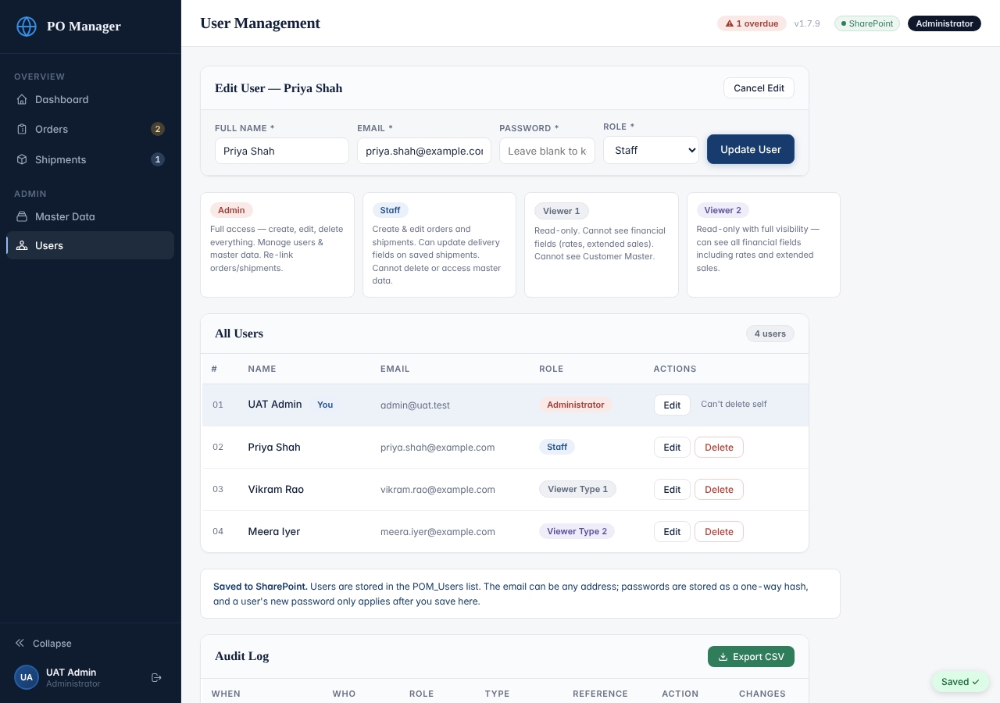 PO Manager
OVERVIEW
Dashboard
Orders 2
Shipments 1
ADMIN
Master Data
Users
Collapse
UA UAT Admin
Administrator
User Management
1 overdue v1.7.9 SharePoint Administrator
Edit User — Priya Shah Cancel Edit
FULL NAME * EMAIL * PASSWORD * ROLE *
Priya Shah priya.shah@example.cor Leave blank to k Staff Update User
Admin
Full access — create, edit, delete
everything. Manage users &
master data. Re-link
orders/shipments.
Staff
Create & edit orders and
shipments. Can update delivery
fields on saved shipments.
Cannot delete or access master
data.
Viewer 1
Read-only. Cannot see financial
fields (rates, extended sales).
Cannot see Customer Master.
Viewer 2
Read-only with full visibility —
can see all financial fields
including rates and extended
sales.
All Users 4 users
# NAME EMAIL ROLE ACTIONS
01 UAT Admin You admin@uat.test Administrator Edit Can't delete self
02 Priya Shah priya.shah@example.com Staff Edit Delete
03 Vikram Rao vikram.rao@example.com Viewer Type 1 Edit Delete
04 Meera Iyer meera.iyer@example.com Viewer Type 2 Edit Delete
Saved to SharePoint. Users are stored in the POM_Users list. The email can be any address; passwords are stored as a one-way hash,
and a user's new password only applies after you save here.
Audit Log Export CSV
WHEN WHO ROLE TYPE REFERENCE ACTION CHANGES
Saved ✓